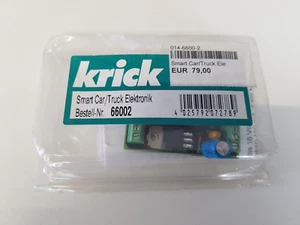 014-6600-2
Smart Car/Truck Ele
EUR 79,00
krick
Smart Car/Truck Elektronik
Bestell-Nr. 66002
4 025792 072789